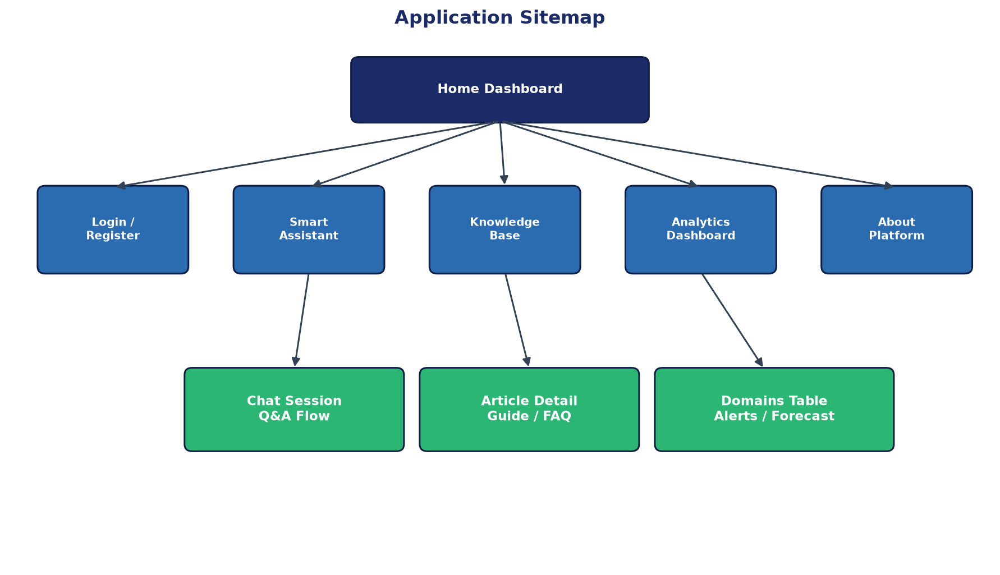 Application Sitemap
Home Dashboard
Login /
Register
Smart
Assistant
Knowledge
Base
Analytics
Dashboard
About
Platform
Chat Session
Q&A Flow
Article Detail
Guide / FAQ
Domains Table
Alerts / Forecast